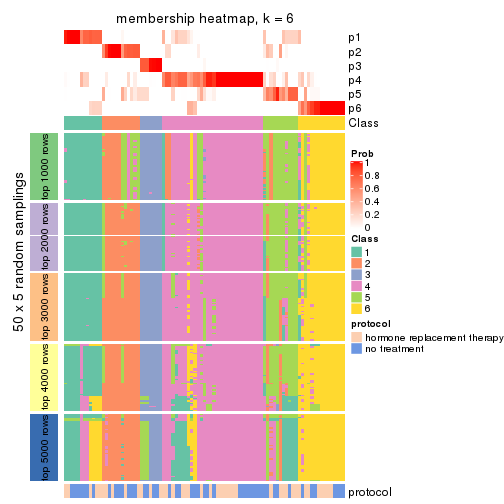 membership heatmap, k = 6
p1
p2
p3
p4
p5
p6
Class
50 x 5 random samplings
top 1000 rows
top 2000 rows
top 3000 rows
top 4000 rows
top 5000 rows
protocol
Prob
1
0.8
0.6
0.4
0.2
0
Class
1
2
3
4
5
6
protocol
hormone replacement therapy
no treatment